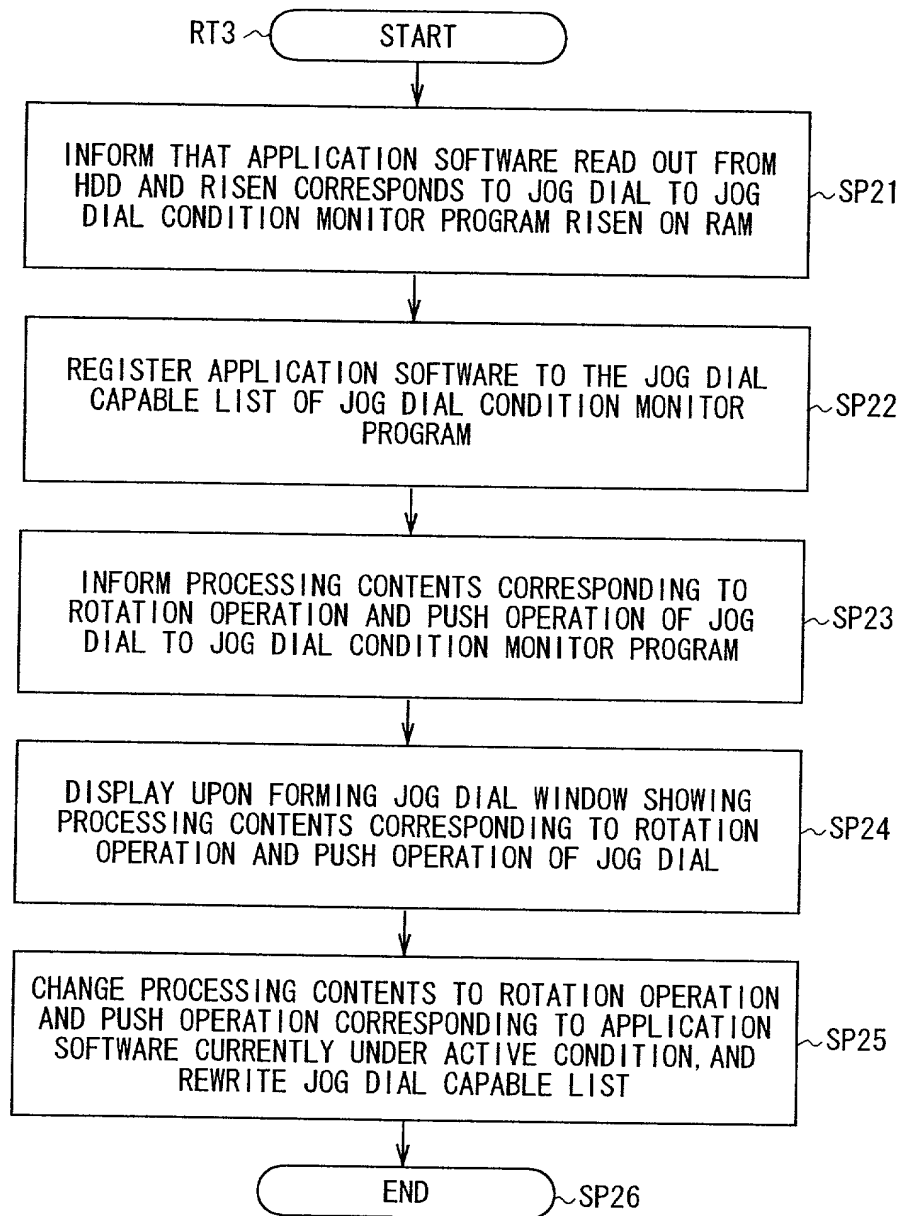 RT3
START
INFORM THAT APPLICATION SOFTWARE READ OUT FROM
HDD AND RISEN CORRESPONDS TO JOG DIAL TO JOG
DIAL CONDITION MONITOR PROGRAM RISEN ON RAM
SP21
REGISTER APPLICATION SOFTWARE TO THE JOG DIAL
CAPABLE LIST OF JOG DIAL CONDITION MONITOR
PROGRAM
SP22
INFORM PROCESSING CONTENTS CORRESPONDING TO
ROTATION OPERATION AND PUSH OPERATION OF JOG
DIAL TO JOG DIAL CONDITION MONITOR PROGRAM
SP23
DISPLAY UPON FORMING JOG DIAL WINDOW SHOWING
PROCESSING CONTENTS CORRESPONDING TO ROTATION
OPERATION AND PUSH OPERATION OF JOG DIAL
SP24
CHANGE PROCESSING CONTENTS TO ROTATION OPERATION
AND PUSH OPERATION CORRESPONDING TO APPLICATION
SOFTWARE CURRENTLY UNDER ACTIVE CONDITION, AND
REWRITE JOG DIAL CAPABLE LIST
SP25
END
SP26